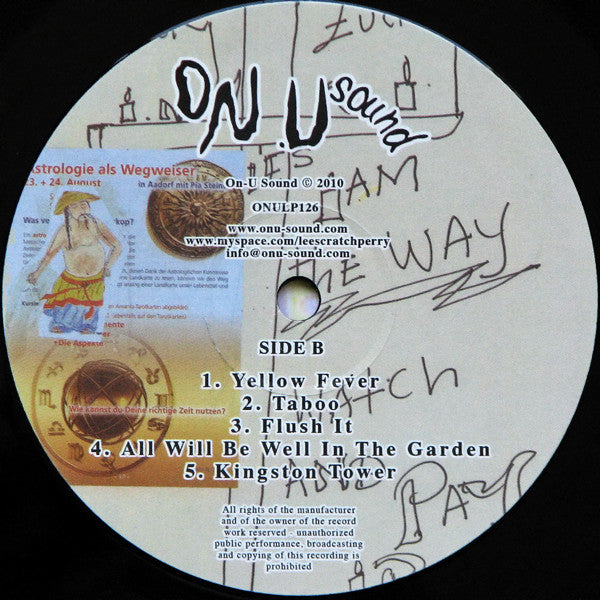 ON.U sound
On-U Sound © 2010
ONULP126
www.onu-sound.com
www.myspace.com/leescratchperry
info@onu-sound.com
Astrologie als Wegweiser
23. + 24. August
in Aadorf mit Pia Stein
I AM
THE WAY
WATCH
SIDE B
1. Yellow Fever
2. Taboo
3. Flush It
4. All Will Be Well In The Garden
5. Kingston Tower
+Die Aspekte
Wie kannst du Deine richtige Zeit nutzen?
All rights of the manufacturer
and of the owner of the record
work reserved - unauthorized
public performance, broadcasting
and copying of this recording is
prohibited